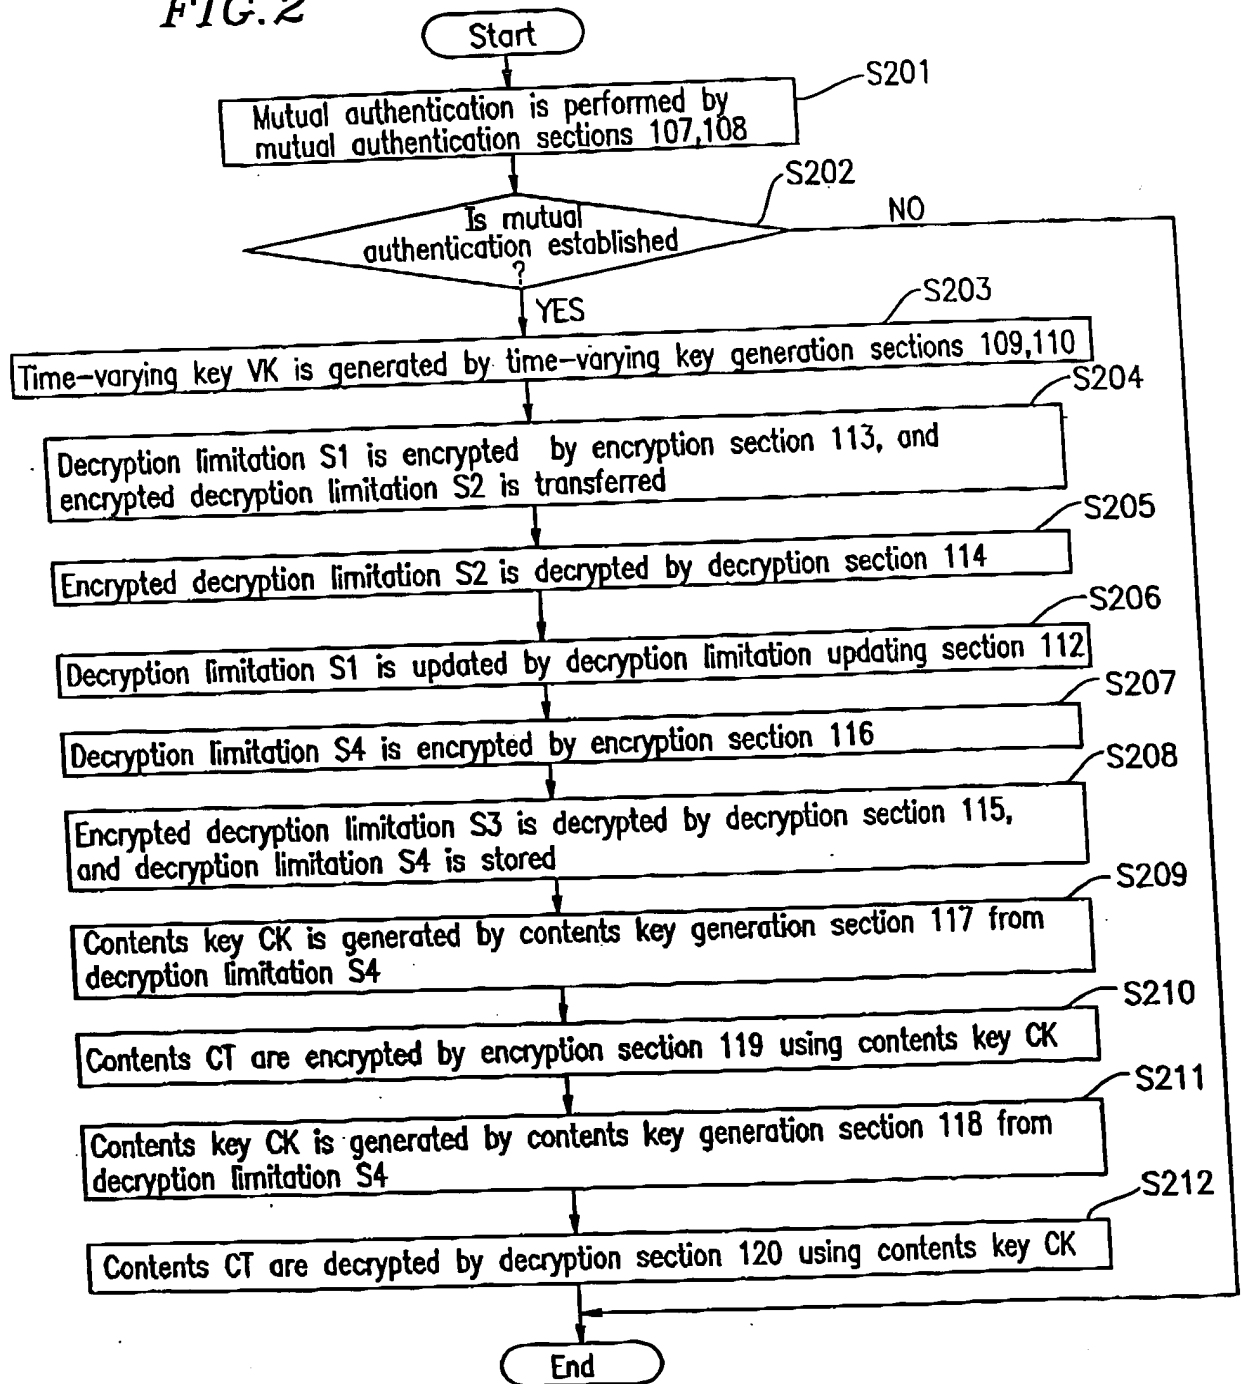 FIG.2
Start
S201
Mutual authentication is performed by
mutual authentication sections 107,108
S202
Is mutual
authentication established
?
NO
YES
S203
Time-varying key VK is generated by time-varying key generation sections 109,110
S204
Decryption limitation S1 is encrypted by encryption section 113, and
encrypted decryption limitation S2 is transferred
S205
Encrypted decryption limitation S2 is decrypted by decryption section 114
S206
Decryption limitation S1 is updated by decryption limitation updating section 112
S207
Decryption limitation S4 is encrypted by encryption section 116
S208
Encrypted decryption limitation S3 is decrypted by decryption section 115,
and decryption limitation S4 is stored
S209
Contents key CK is generated by contents key generation section 117 from
decryption limitation S4
S210
Contents CT are encrypted by encryption section 119 using contents key CK
S211
Contents key CK is generated by contents key generation section 118 from
decryption limitation S4
S212
Contents CT are decrypted by decryption section 120 using contents key CK
End